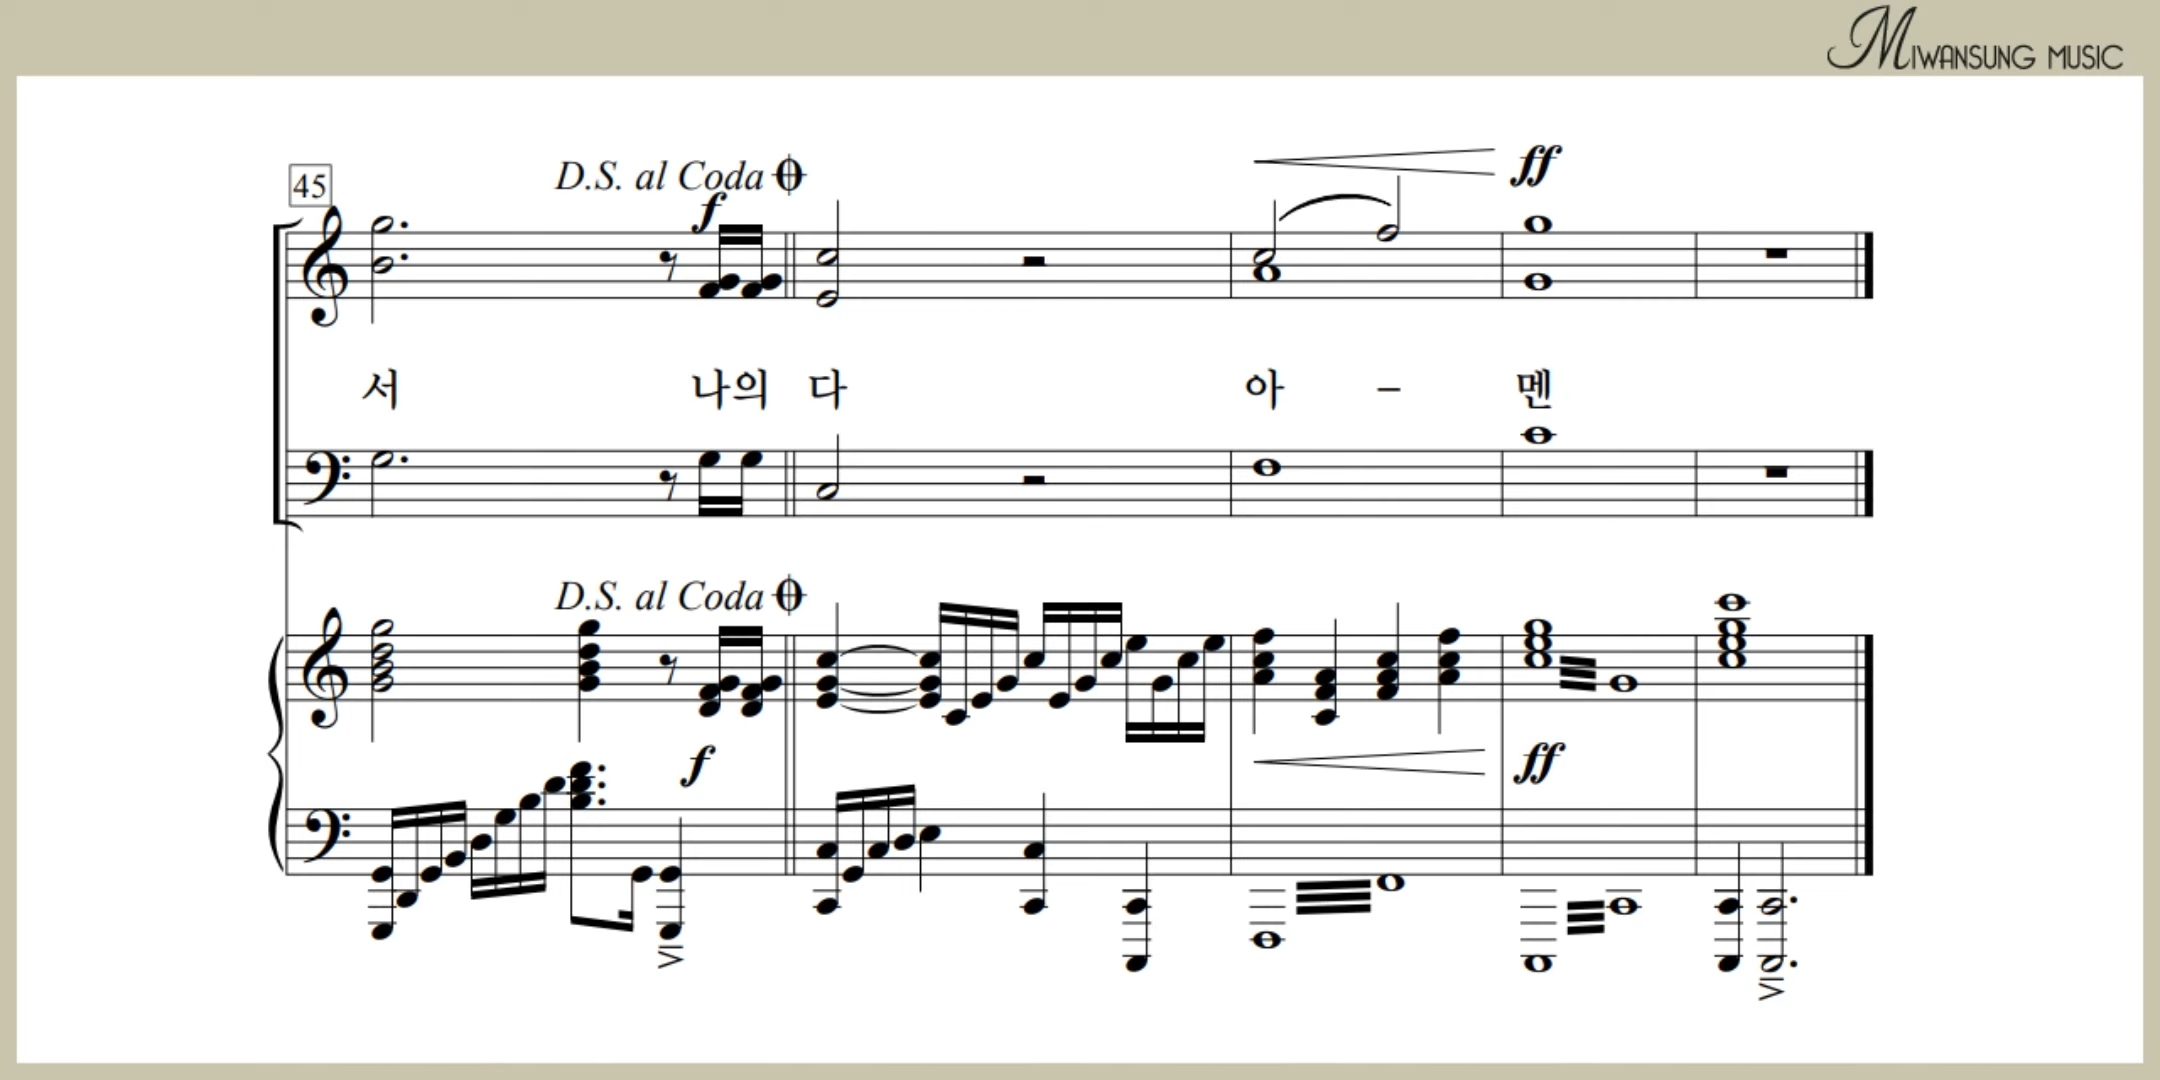 MIWANSUNG MUSIC
45 D.S. al Coda
f
ff
서 나의 다 아 – 멘
D.S. al Coda
f
ff